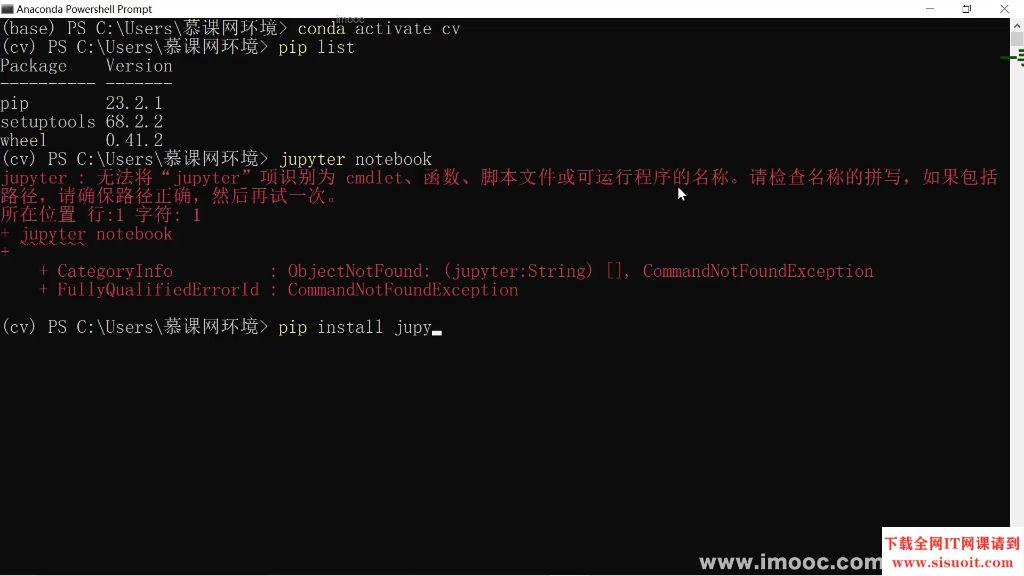 Anaconda Powershell Prompt
imooc
(base) PS C:\Users\慕课网环境> conda activate cv
(cv) PS C:\Users\慕课网环境> pip list
Package    Version
---------- -------
pip        23.2.1
setuptools 68.2.2
wheel      0.41.2
(cv) PS C:\Users\慕课网环境> jupyter notebook
jupyter : 无法将“jupyter”项识别为 cmdlet、函数、脚本文件或可运行程序的名称。请检查名称的拼写，如果包括
路径，请确保路径正确，然后再试一次。
所在位置 行:1 字符: 1
+ jupyter notebook
+ ~~~~~~~
    + CategoryInfo          : ObjectNotFound: (jupyter:String) [], CommandNotFoundException
    + FullyQualifiedErrorId : CommandNotFoundException
(cv) PS C:\Users\慕课网环境> pip install jupy
www.imooc.com
下载全网IT网课请到
www.sisuoit.com